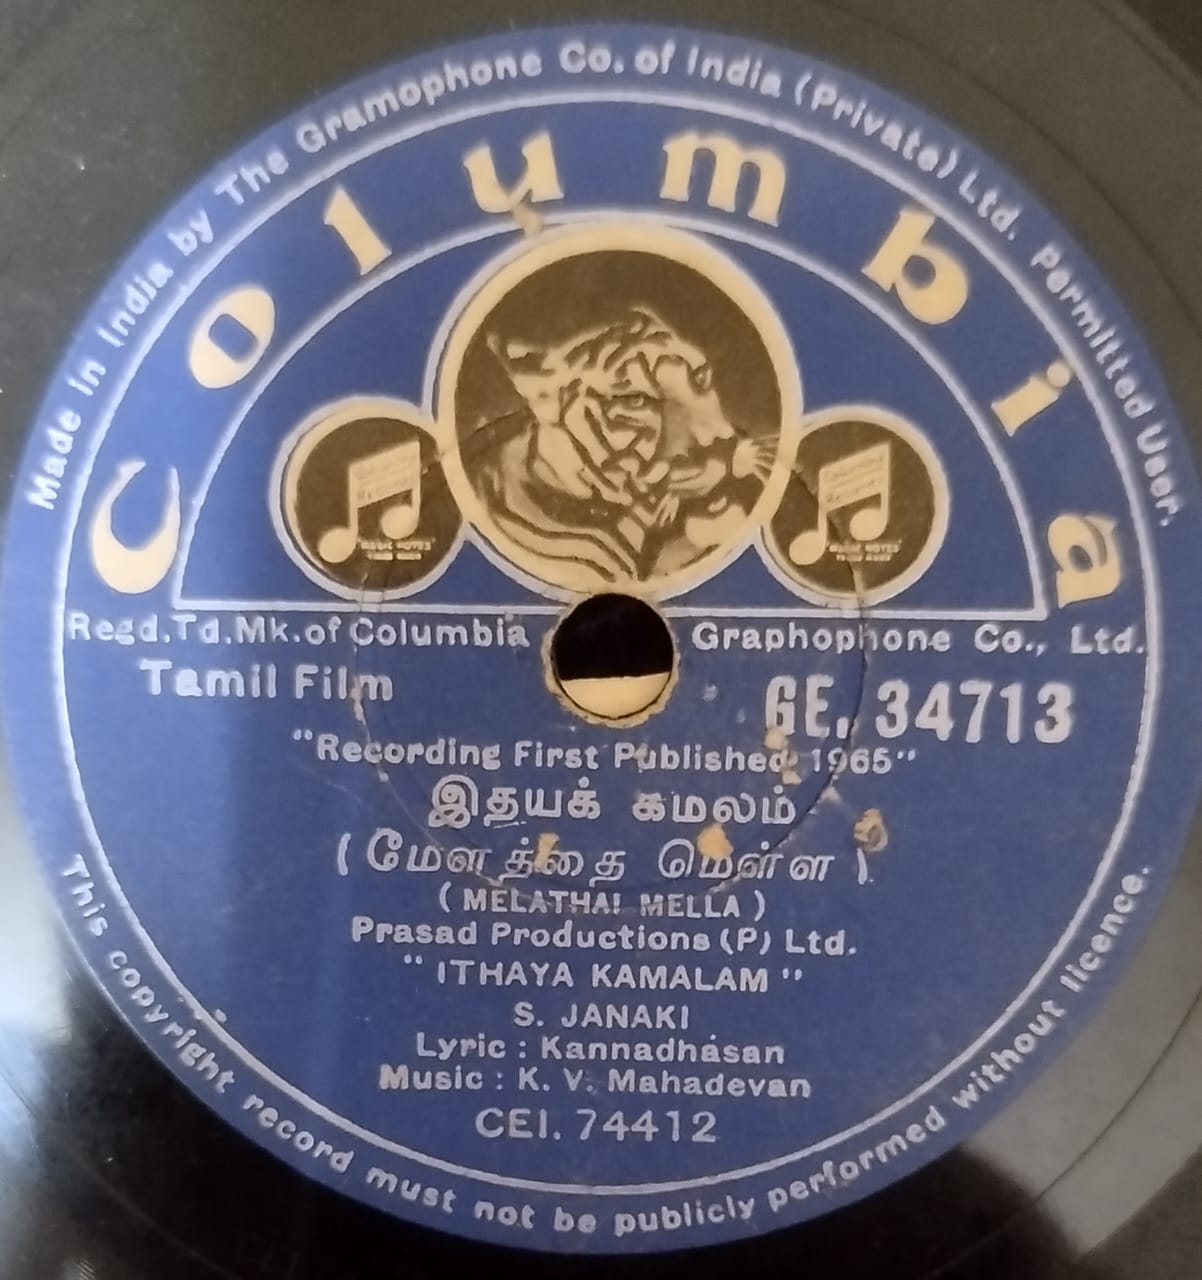 Made in India by The Gramophone Co. of India (Private) Ltd. Permitted User.
Columbia
Regd.Td.Mk.of Columbia Graphophone Co., Ltd.
Tamil Film
GE. 34713
"Recording First Published 1965"
இதயக் கமலம்
(மேளத்தை மெள்ள)
(MELATHAI MELLA)
Prasad Productions (P) Ltd.
"ITHAYA KAMALAM"
S. JANAKI
Lyric : Kannadhasan
Music : K. V. Mahadevan
CEI. 74412
This copyright record must not be publicly performed without licence.